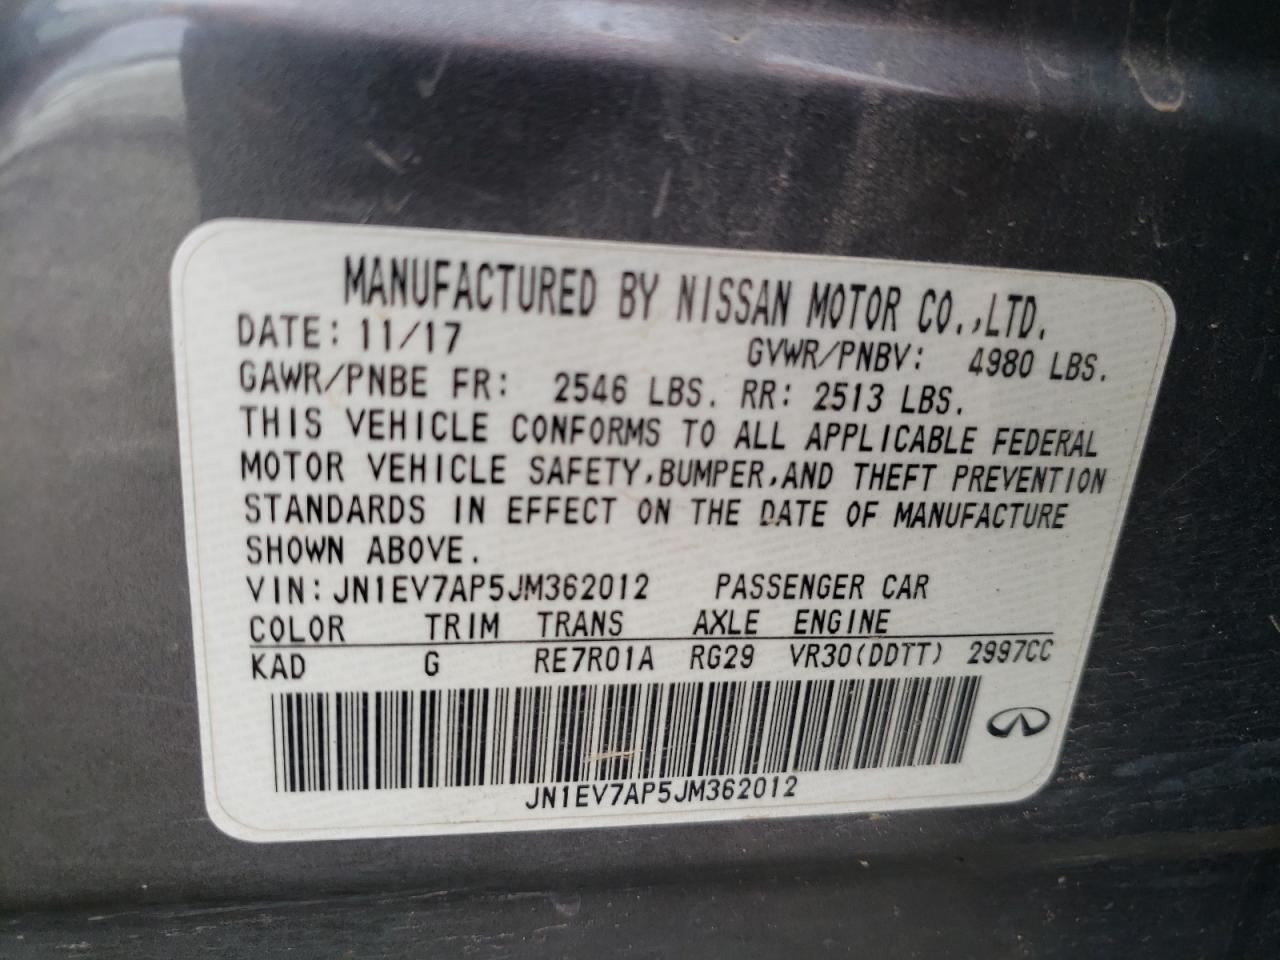 MANUFACTURED BY NISSAN MOTOR CO.,LTD.
DATE: 11/17 GVWR/PNBV: 4980 LBS.
GAWR/PNBE FR: 2546 LBS. RR: 2513 LBS.
THIS VEHICLE CONFORMS TO ALL APPLICABLE FEDERAL
MOTOR VEHICLE SAFETY,BUMPER,AND THEFT PREVENTION
STANDARDS IN EFFECT ON THE DATE OF MANUFACTURE
SHOWN ABOVE.
VIN:JN1EV7AP5JM362012 PASSENGER CAR
COLOR TRIM TRANS AXLE ENGINE
KAD G RE7R01A RG29 VR30(DDTT) 2997CC
JN1EV7AP5JM362012